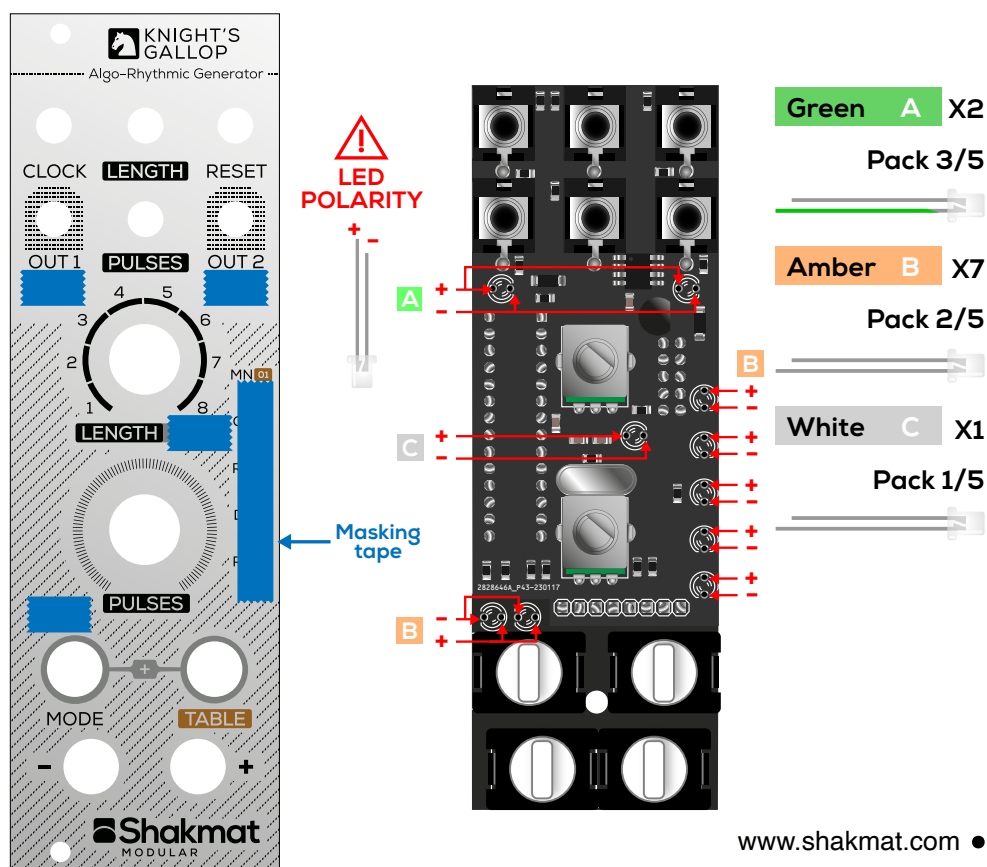 KNIGHT'S
GALLOP
Algo-Rhythmic Generator
CLOCK LENGTH RESET
OUT 1 PULSES OUT 2
1 2 3 4 5 6 7 8
MN 01
LENGTH
PULSES
MODE TABLE
+
- +
Shakmat
MODULAR
Masking
tape
LED
POLARITY
+ -
A
+
-
C
+
-
B
-
+
B
+
-
+
-
+
-
+
-
+
-
2828646A_P43-230117
Green A X2
Pack 3/5
Amber B X7
Pack 2/5
White C X1
Pack 1/5
www.shakmat.com